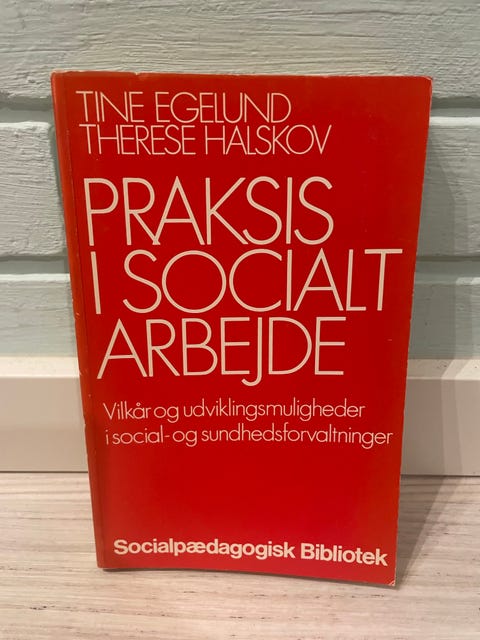 TINE EGELUND
THERESE HALSKOV
PRAKSIS
I SOCIALT
ARBEJDE
Vilkår og udviklingsmuligheder
i social- og sundhedsforvaltninger
Socialpædagogisk Bibliotek